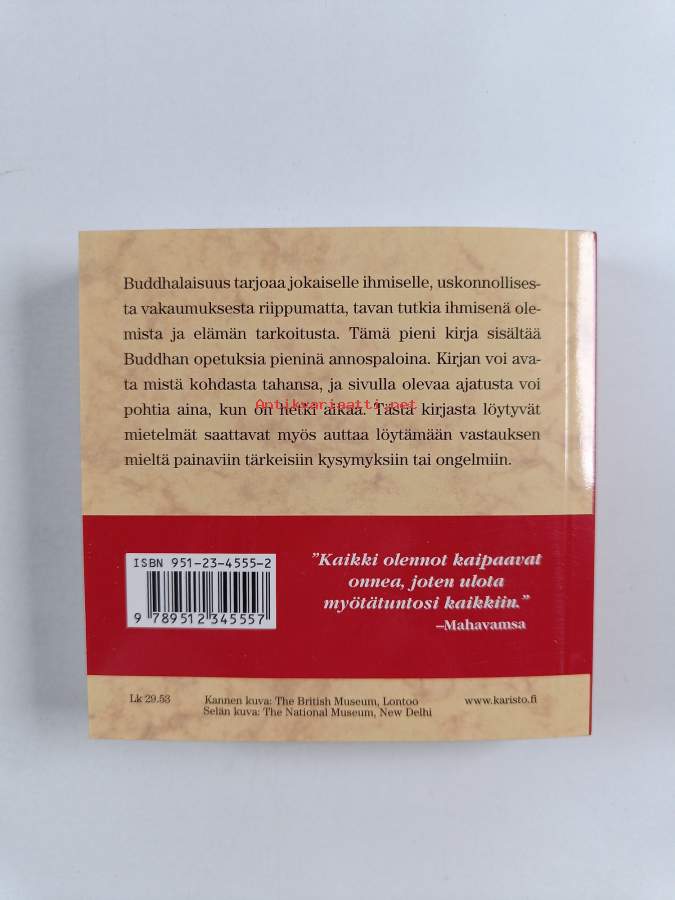 Buddhalaisuus tarjoaa jokaiselle ihmiselle, uskonnollises-
ta vakaumuksesta riippumatta, tavan tutkia ihmisenä ole-
mista ja elämän tarkoitusta. Tämä pieni kirja sisältää
Buddhan opetuksia pieninä annospaloina. Kirjan voi ava-
ta mistä kohdasta tahansa, ja sivulla olevaa ajatusta voi
Antikvariaatti.net
pohtia aina, kun on hetki aikaa. Tästä kirjasta löytyvät
mietelmät saattavat myös auttaa löytämään vastauksen
mieltä painaviin tärkeisiin kysymyksiin tai ongelmiin.
ISBN 951-23-4555-2
9 789512 345557
"Kaikki olennot kaipaavat
onnea, joten ulota
myötätuntosi kaikkiin."
–Mahavamsa
Lk 29.53
Kannen kuva: The British Museum, Lontoo
Selän kuva: The National Museum, New Delhi
www.karisto.fi